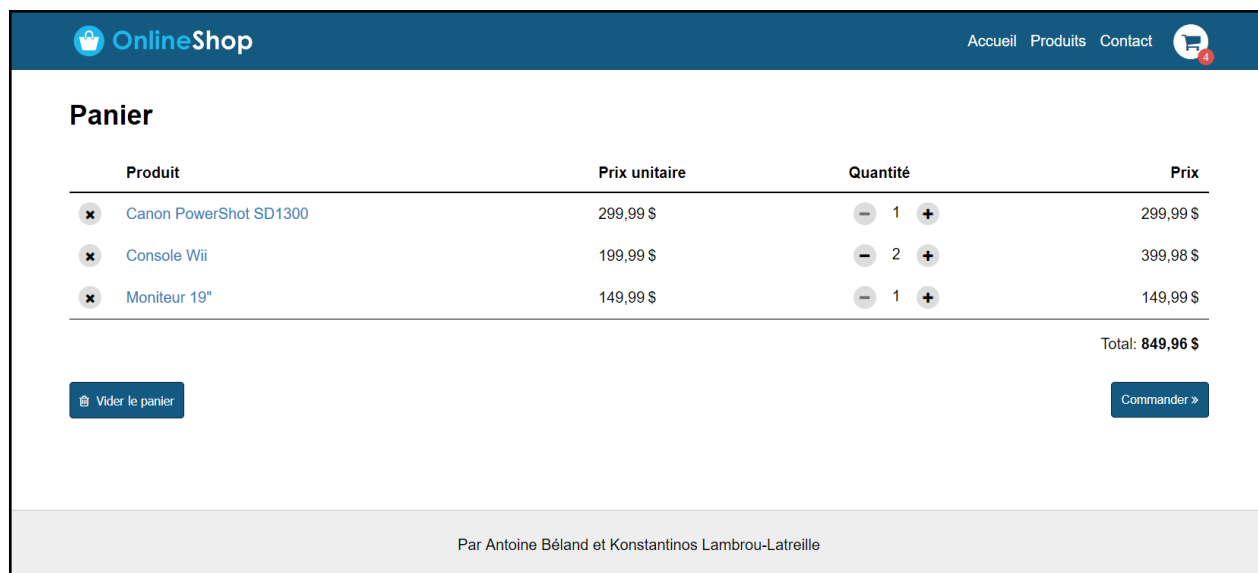 OnlineShop
Accueil Produits Contact
4
Panier
Produit Prix unitaire Quantité Prix
Canon PowerShot SD1300 299,99 $ 1 299,99 $
Console Wii 199,99 $ 2 399,98 $
Moniteur 19" 149,99 $ 1 149,99 $
Total: 849,96 $
Vider le panier
Commander »
Par Antoine Béland et Konstantinos Lambrou-Latreille